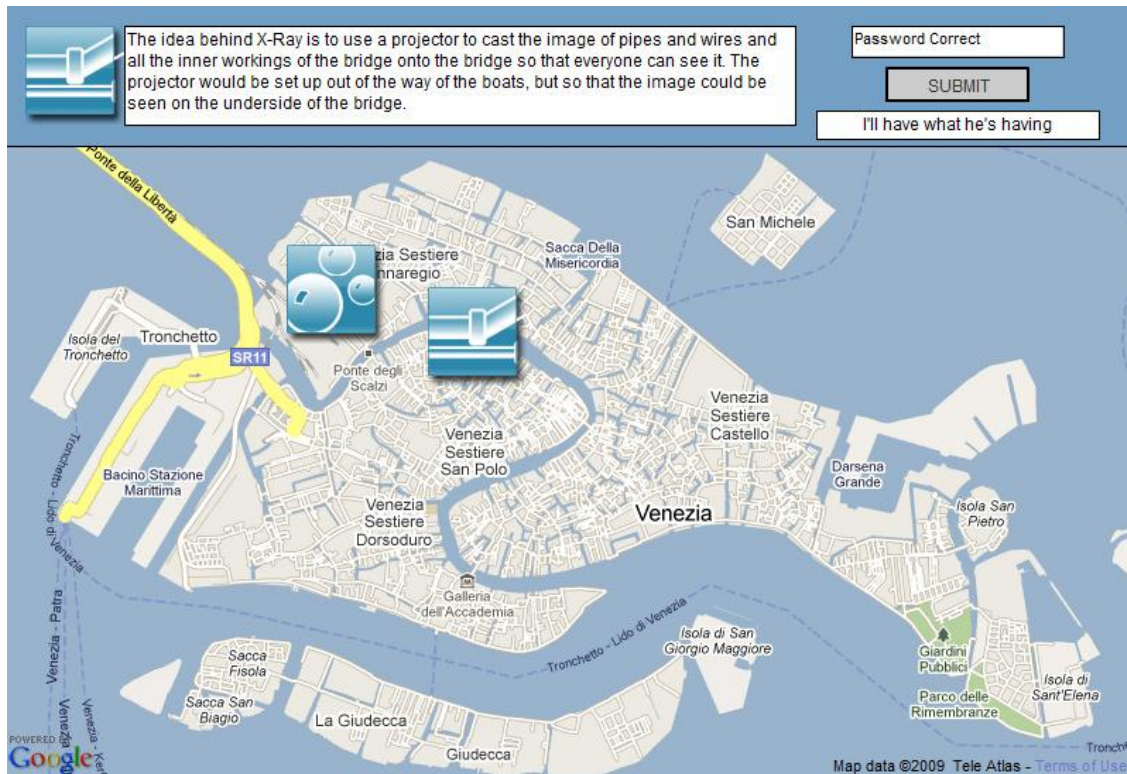 The idea behind X-Ray is to use a projector to cast the image of pipes and wires and
all the inner workings of the bridge onto the bridge so that everyone can see it. The
projector would be set up out of the way of the boats, but so that the image could be
seen on the underside of the bridge.
Password Correct
SUBMIT
I'll have what he's having
Ponte della Libertà
San Michele
Sacca Della
Misericordia
zia Sestiere
nnaregio
Isola del
Tronchetto
Tronchetto
SR11
Ponte degli
Scalzi
Venezia
Sestiere
Castello
Venezia
Sestiere
San Polo
Bacino Stazione
Marittima
Darsena
Grande
Venezia
Sestiere
Dorsoduro
Venezia
Isola San
Pietro
Tronchetto - Lido di Venezia
Galleria
dell'Accademia
Venezia - Patra
Tronchetto - Lido di Venezia
Isola di San
Giorgio Maggiore
Giardini
Pubblici
Isola di
Sant'Elena
Parco delle
Rimembranze
Sacca
Fisola
Sacca San
Biagio
La Giudecca
Giudecca
Venezia
Venezia - Ker
POWERED B
Google
Tronche
Map data ©2009 Tele Atlas - Terms of Use